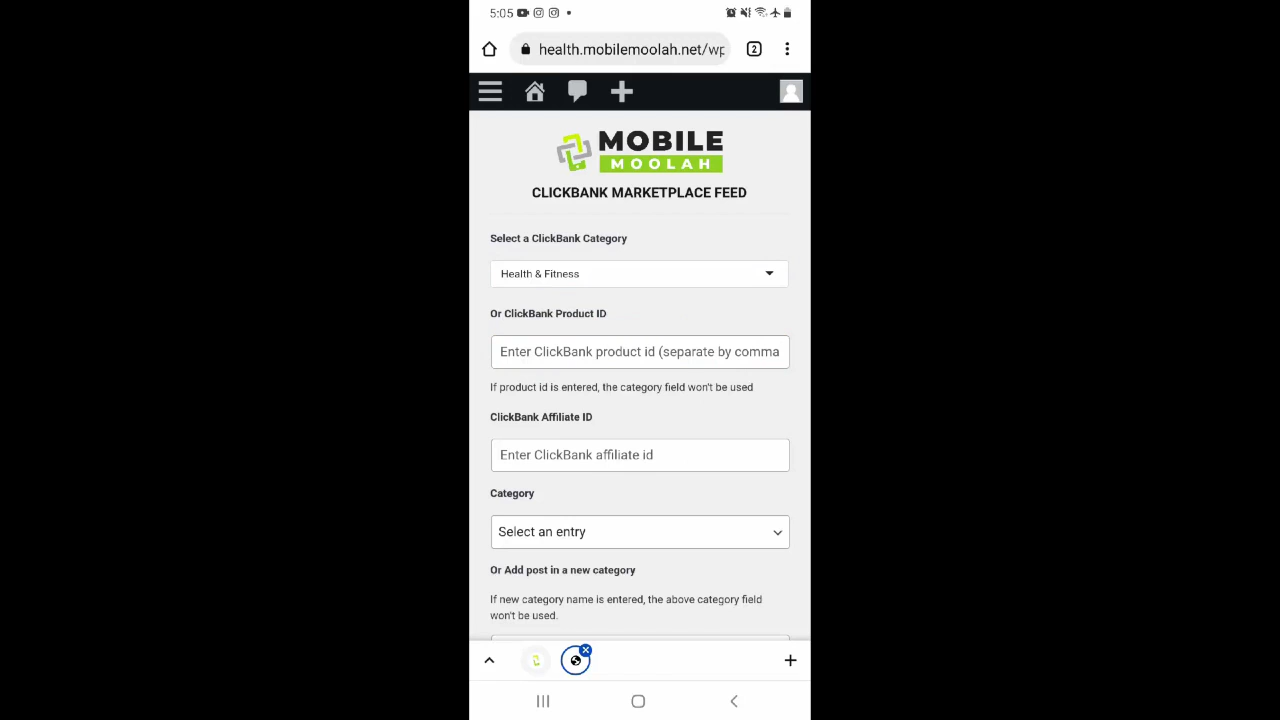 5:05
health.mobilemoolah.net/wp
2
MOBILE
MOOLAH
CLICKBANK MARKETPLACE FEED
Select a ClickBank Category
Health & Fitness
Or ClickBank Product ID
Enter ClickBank product id (separate by comma
If product id is entered, the category field won't be used
ClickBank Affiliate ID
Enter ClickBank affiliate id
Category
Select an entry
Or Add post in a new category
If new category name is entered, the above category field
won't be used.